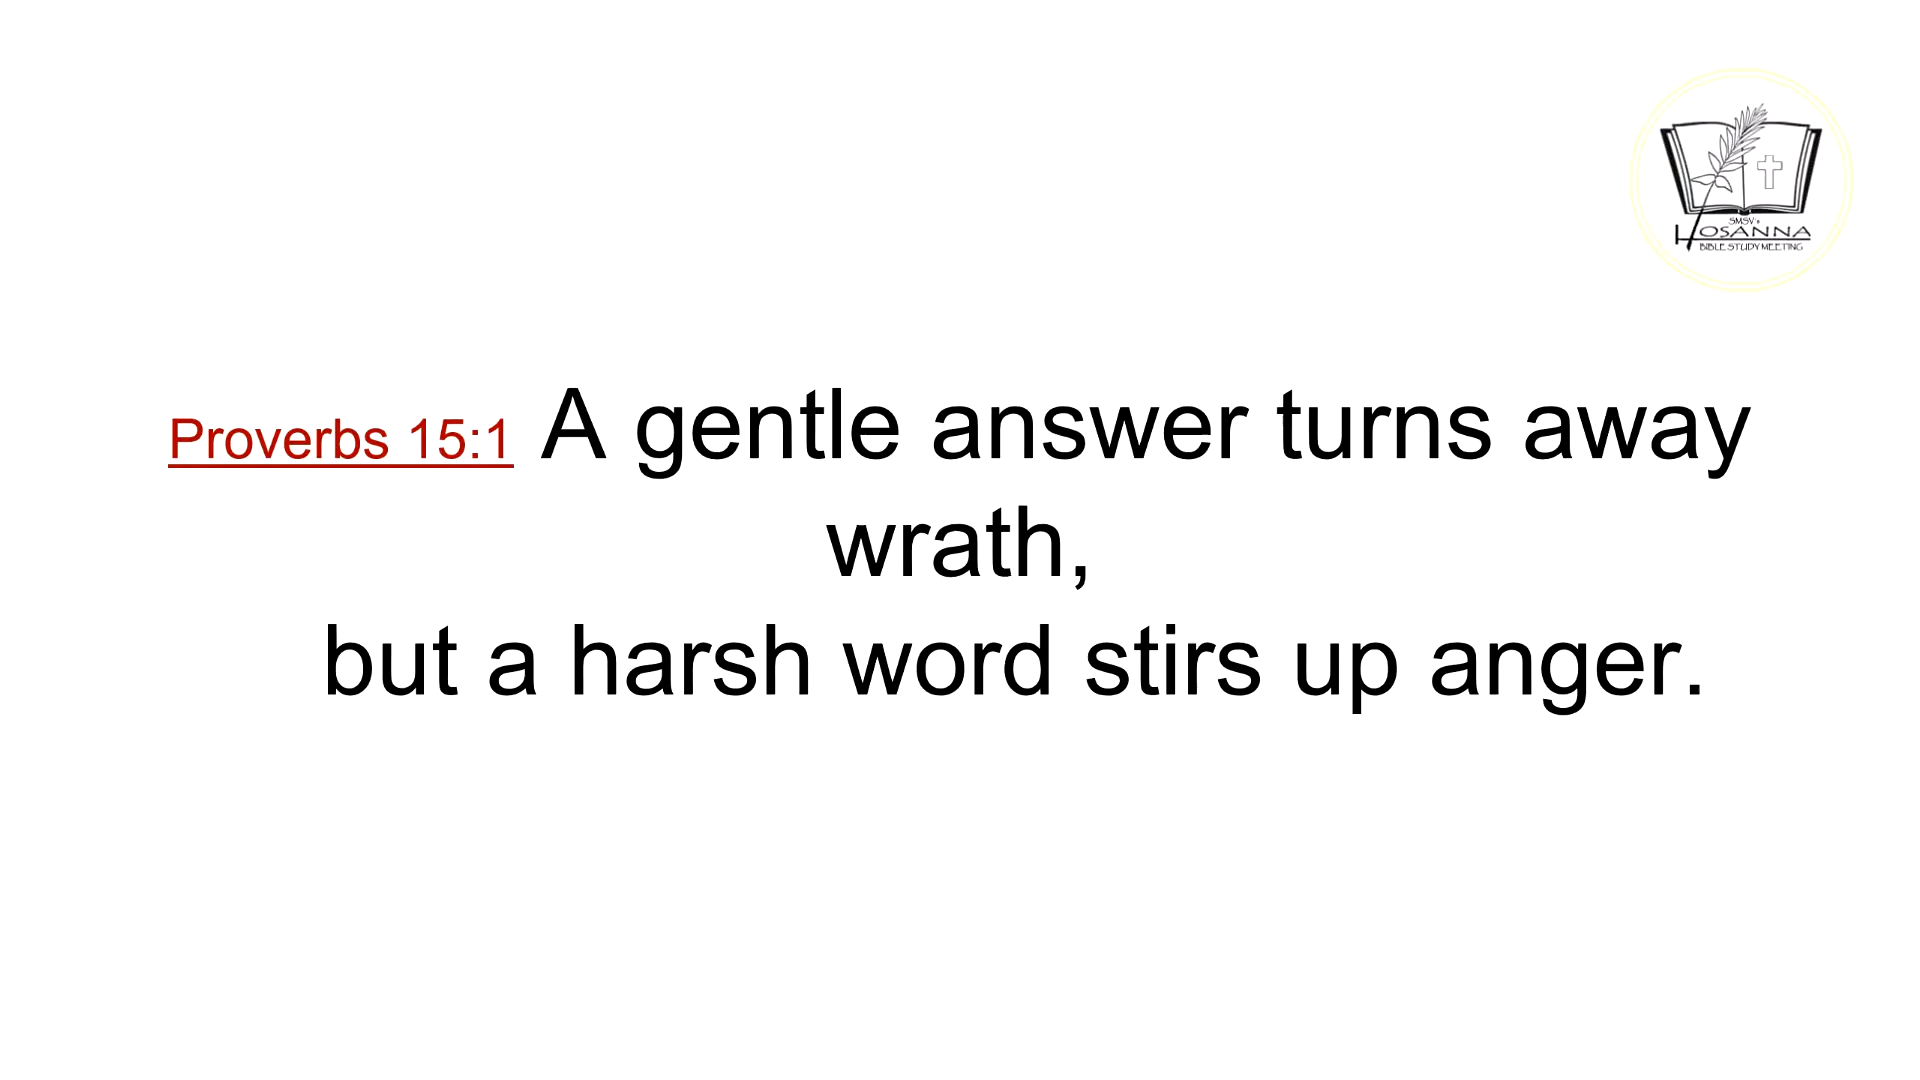 SMSV's
HOSANNA
BIBLE STUDY MEETING
Proverbs 15:1 A gentle answer turns away
wrath,
but a harsh word stirs up anger.